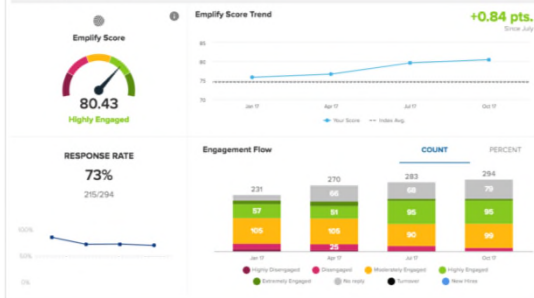 Emplify Score
80.43
Highly Engaged
Emplify Score Trend
+0.84 pts.
Since July
85
80
75
70
Jan 17
Apr 17
Jul 17
Oct 17
Your Score
Index Avg.
RESPONSE RATE
73%
215/294
100%
50%
0%
Engagement Flow
COUNT
PERCENT
231
57
105
270
66
51
105
25
283
68
95
90
294
79
95
99
Jan 17
Apr 17
Jul 17
Oct 17
Highly Disengaged
Disengaged
Moderately Engaged
Highly Engaged
Extremely Engaged
No reply
Turnover
New Hires